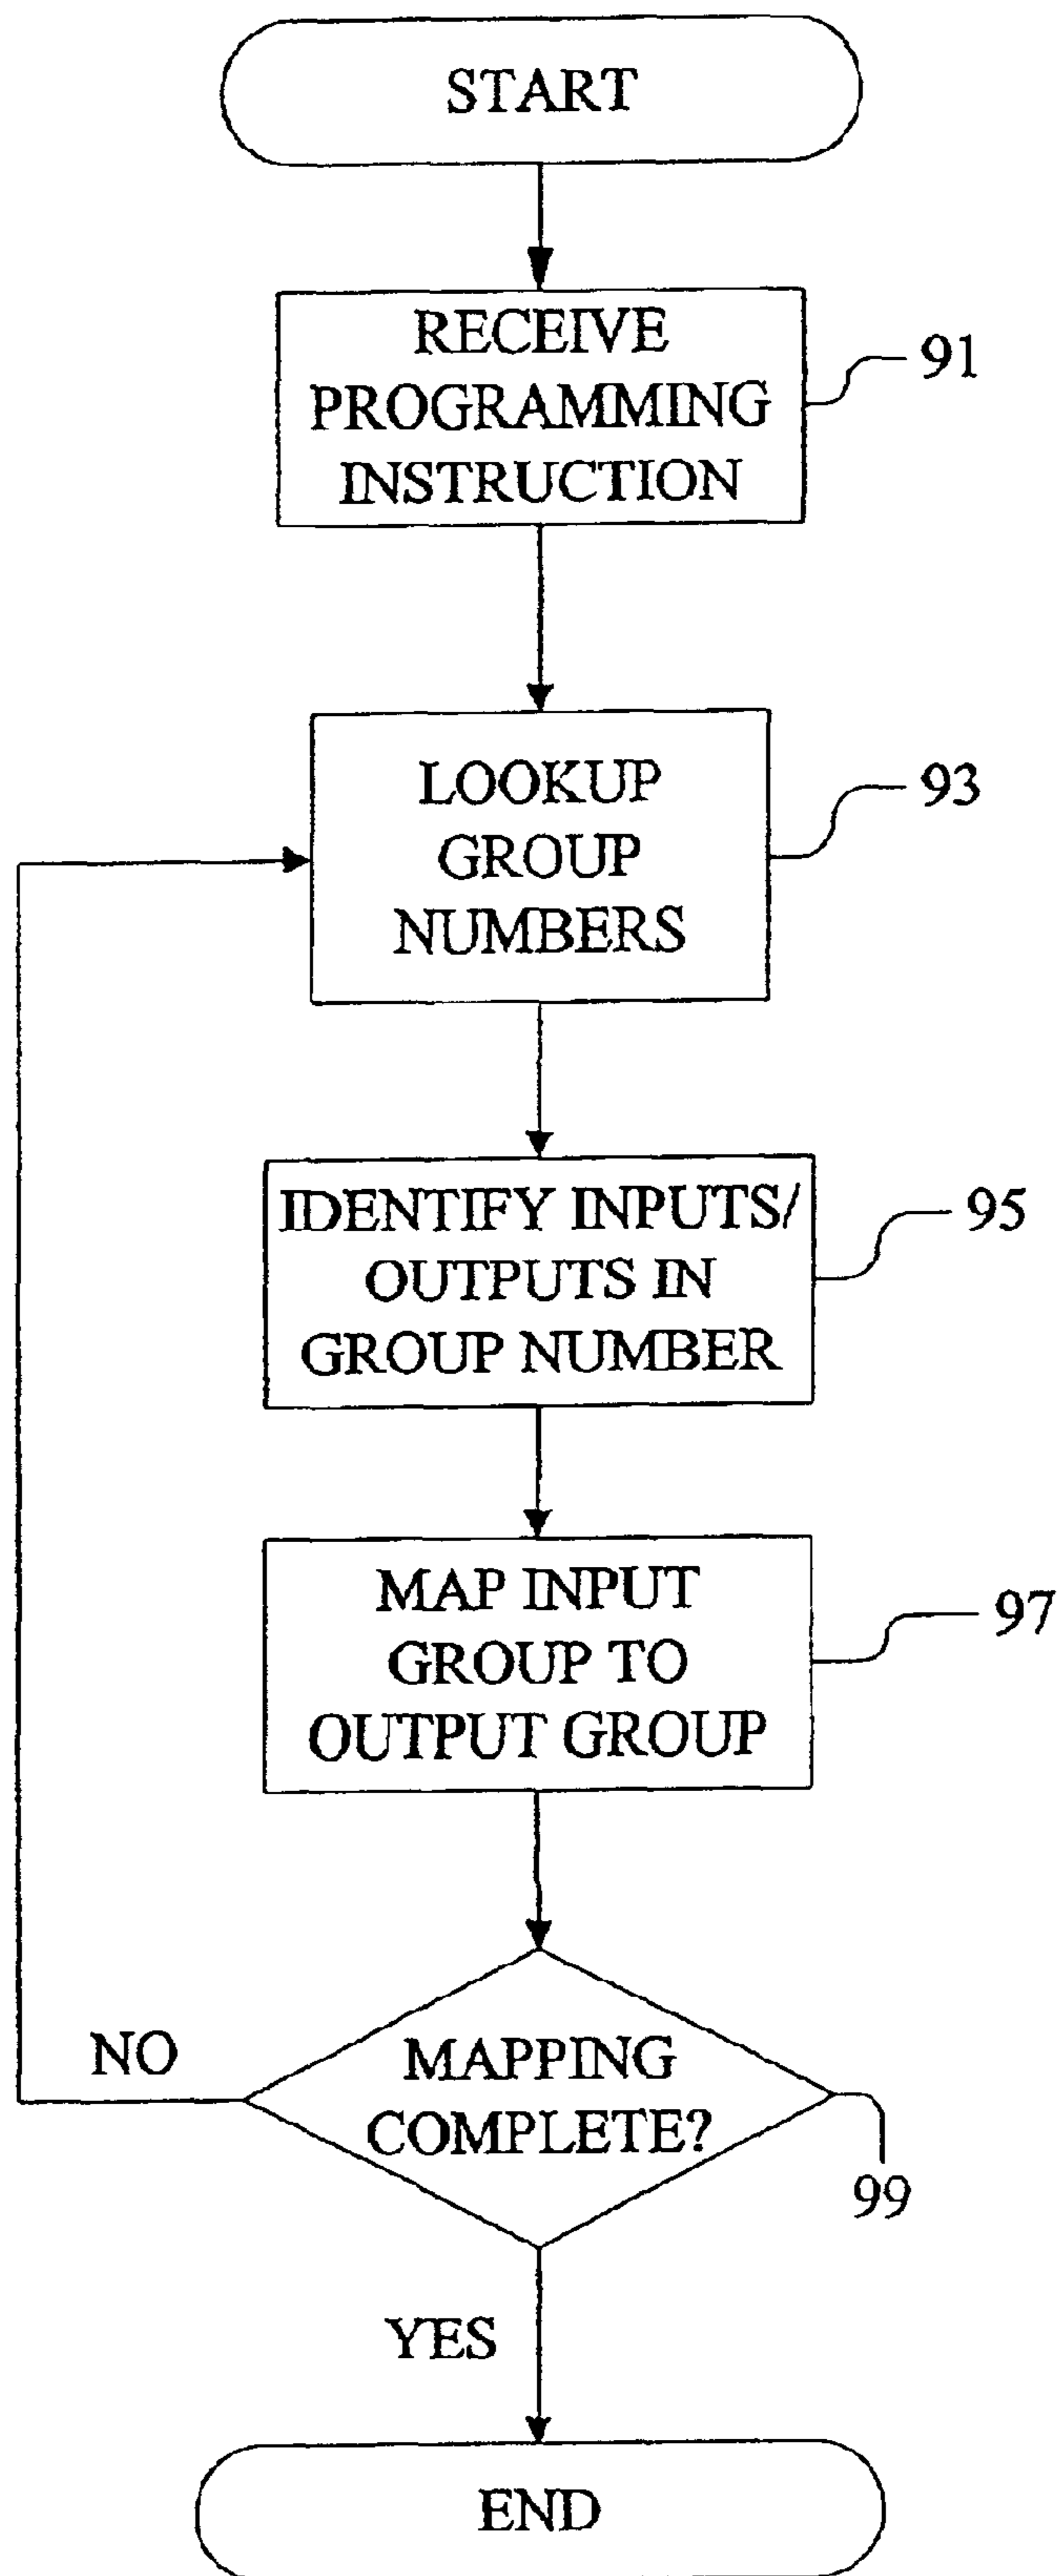 START
RECEIVE
PROGRAMMING
INSTRUCTION
91
LOOKUP
GROUP
NUMBERS
93
IDENTIFY INPUTS/
OUTPUTS IN
GROUP NUMBER
95
MAP INPUT
GROUP TO
OUTPUT GROUP
97
MAPPING
COMPLETE?
NO
99
YES
END